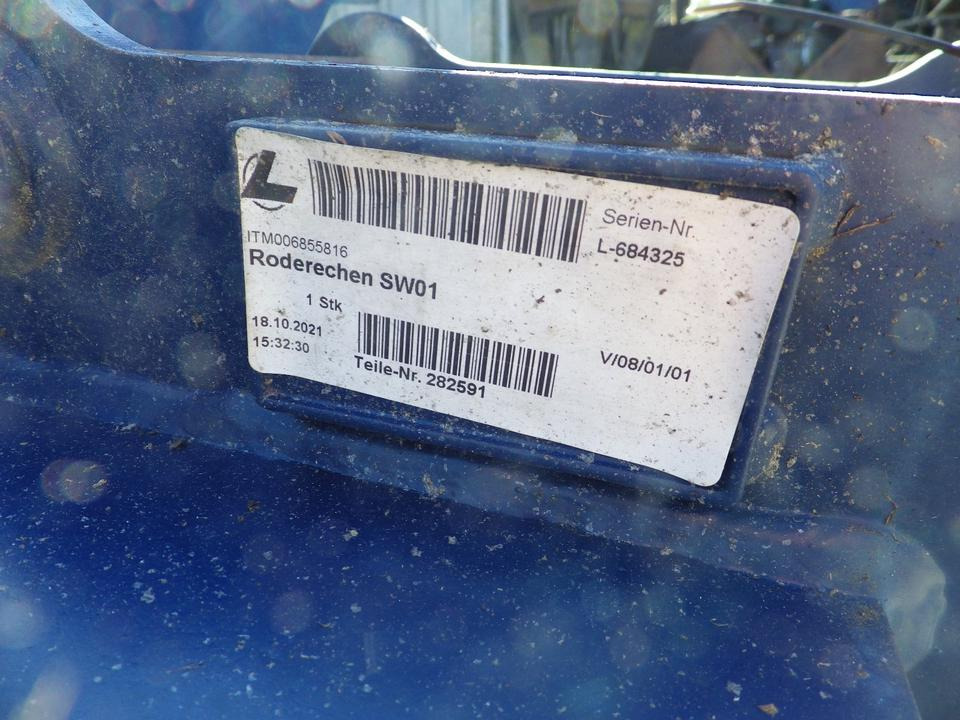 L
Serien-Nr.
L-684325
ITM006855816
Roderechen SW01
1 Stk
18.10.2021
15:32:30
Teile-Nr. 282591
V/08/01/01